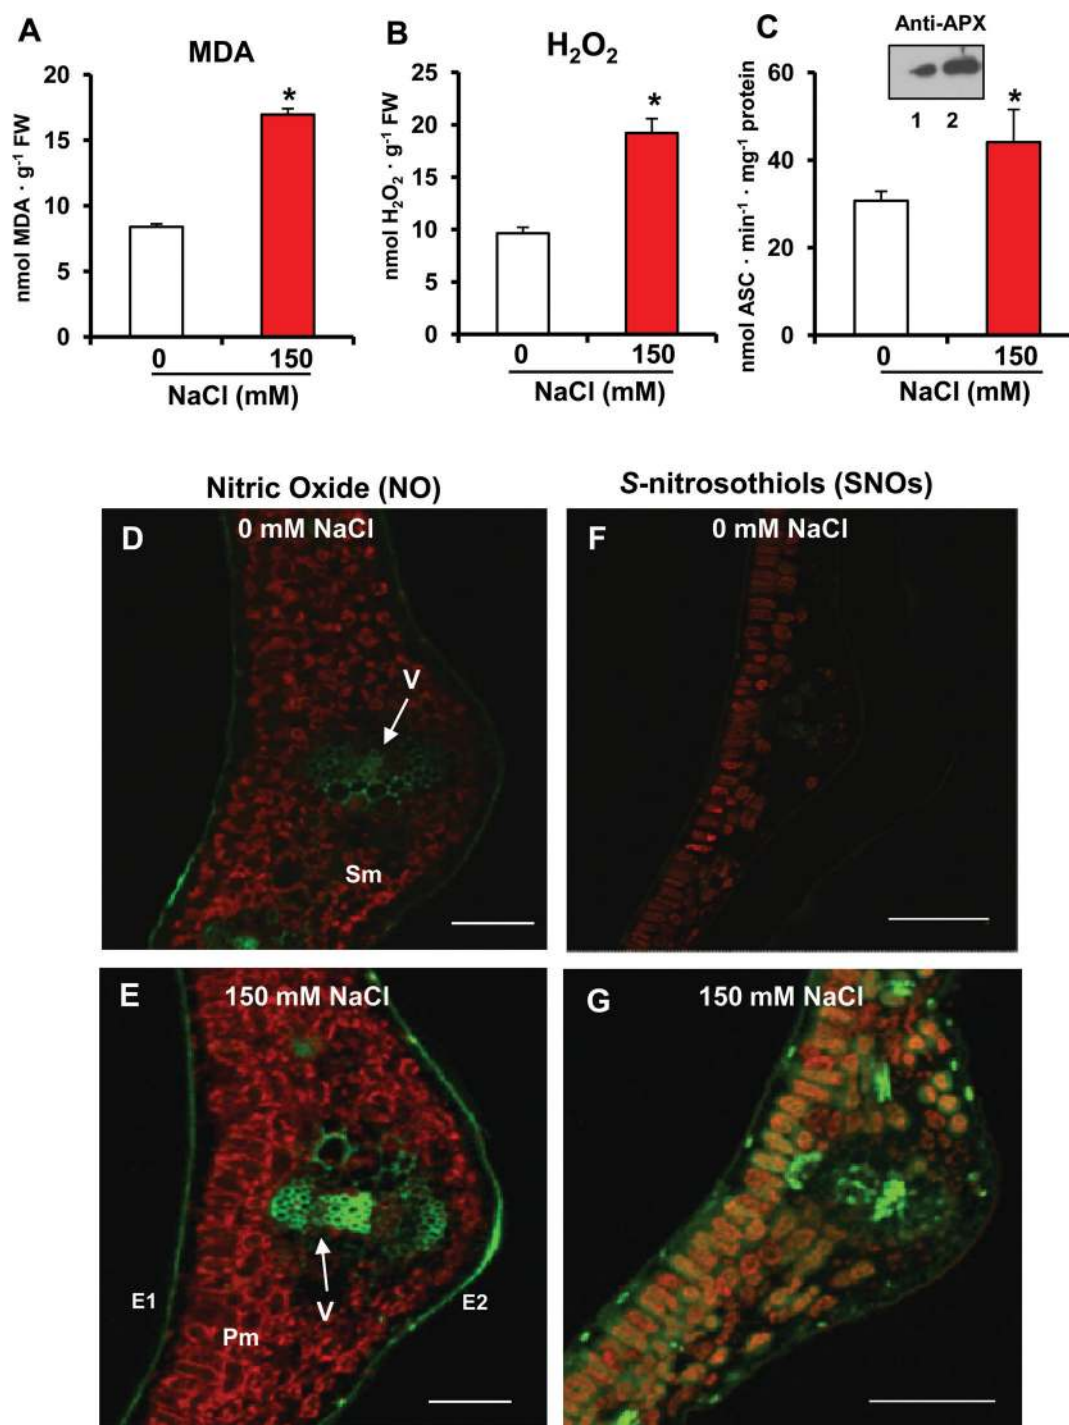 A
MDA
nmol MDA · g⁻¹ FW
20
15
10
5
0
*
0 150
NaCl (mM)
B
H₂O₂
nmol H₂O₂ · g⁻¹ FW
25
20
15
10
5
0
*
0 150
NaCl (mM)
C
Anti-APX
1 2
nmol ASC · min⁻¹ · mg⁻¹ protein
60
40
20
0
*
0 150
NaCl (mM)
Nitric Oxide (NO)
D
0 mM NaCl
V
Sm
E
150 mM NaCl
E1
V
E2
Pm
S-nitrosothiols (SNOs)
F
0 mM NaCl
G
150 mM NaCl